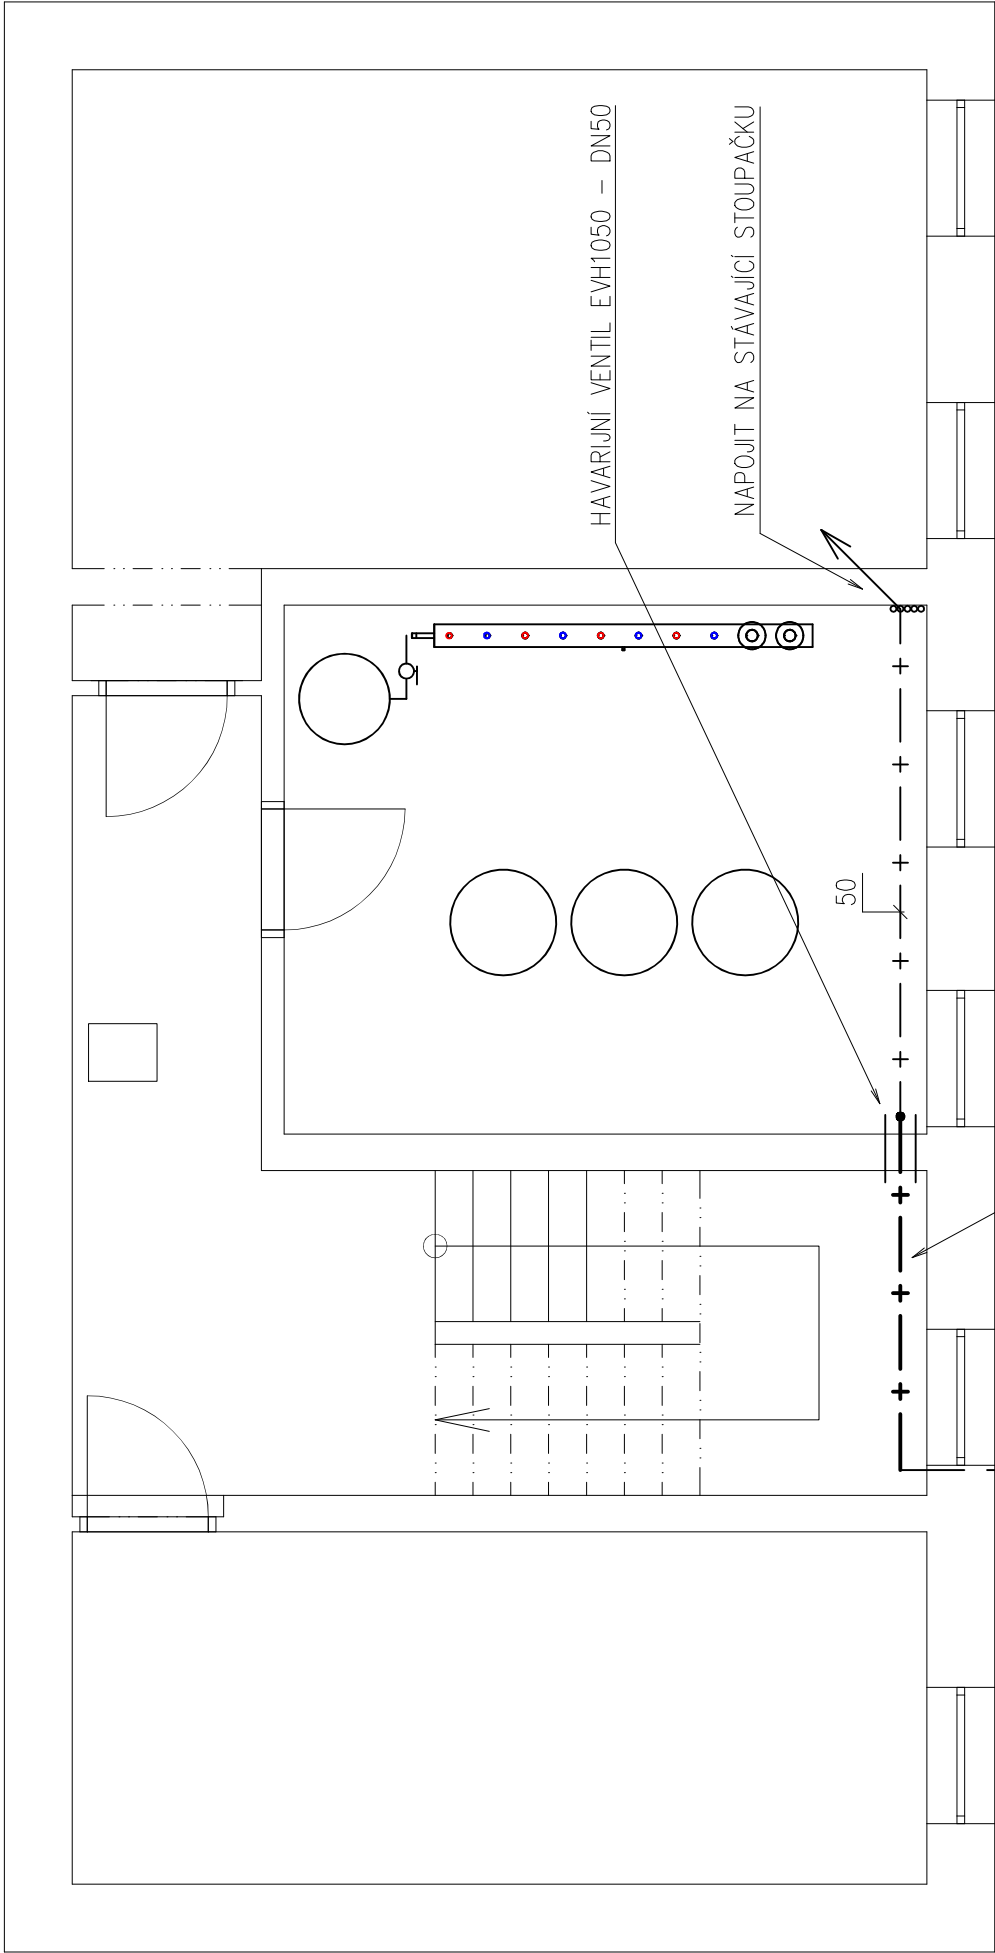 HAVARIJNÍ VENTIL EVH1050 – DN50
NAPOJIT NA STÁVAJÍCÍ STOUPAČKU
50